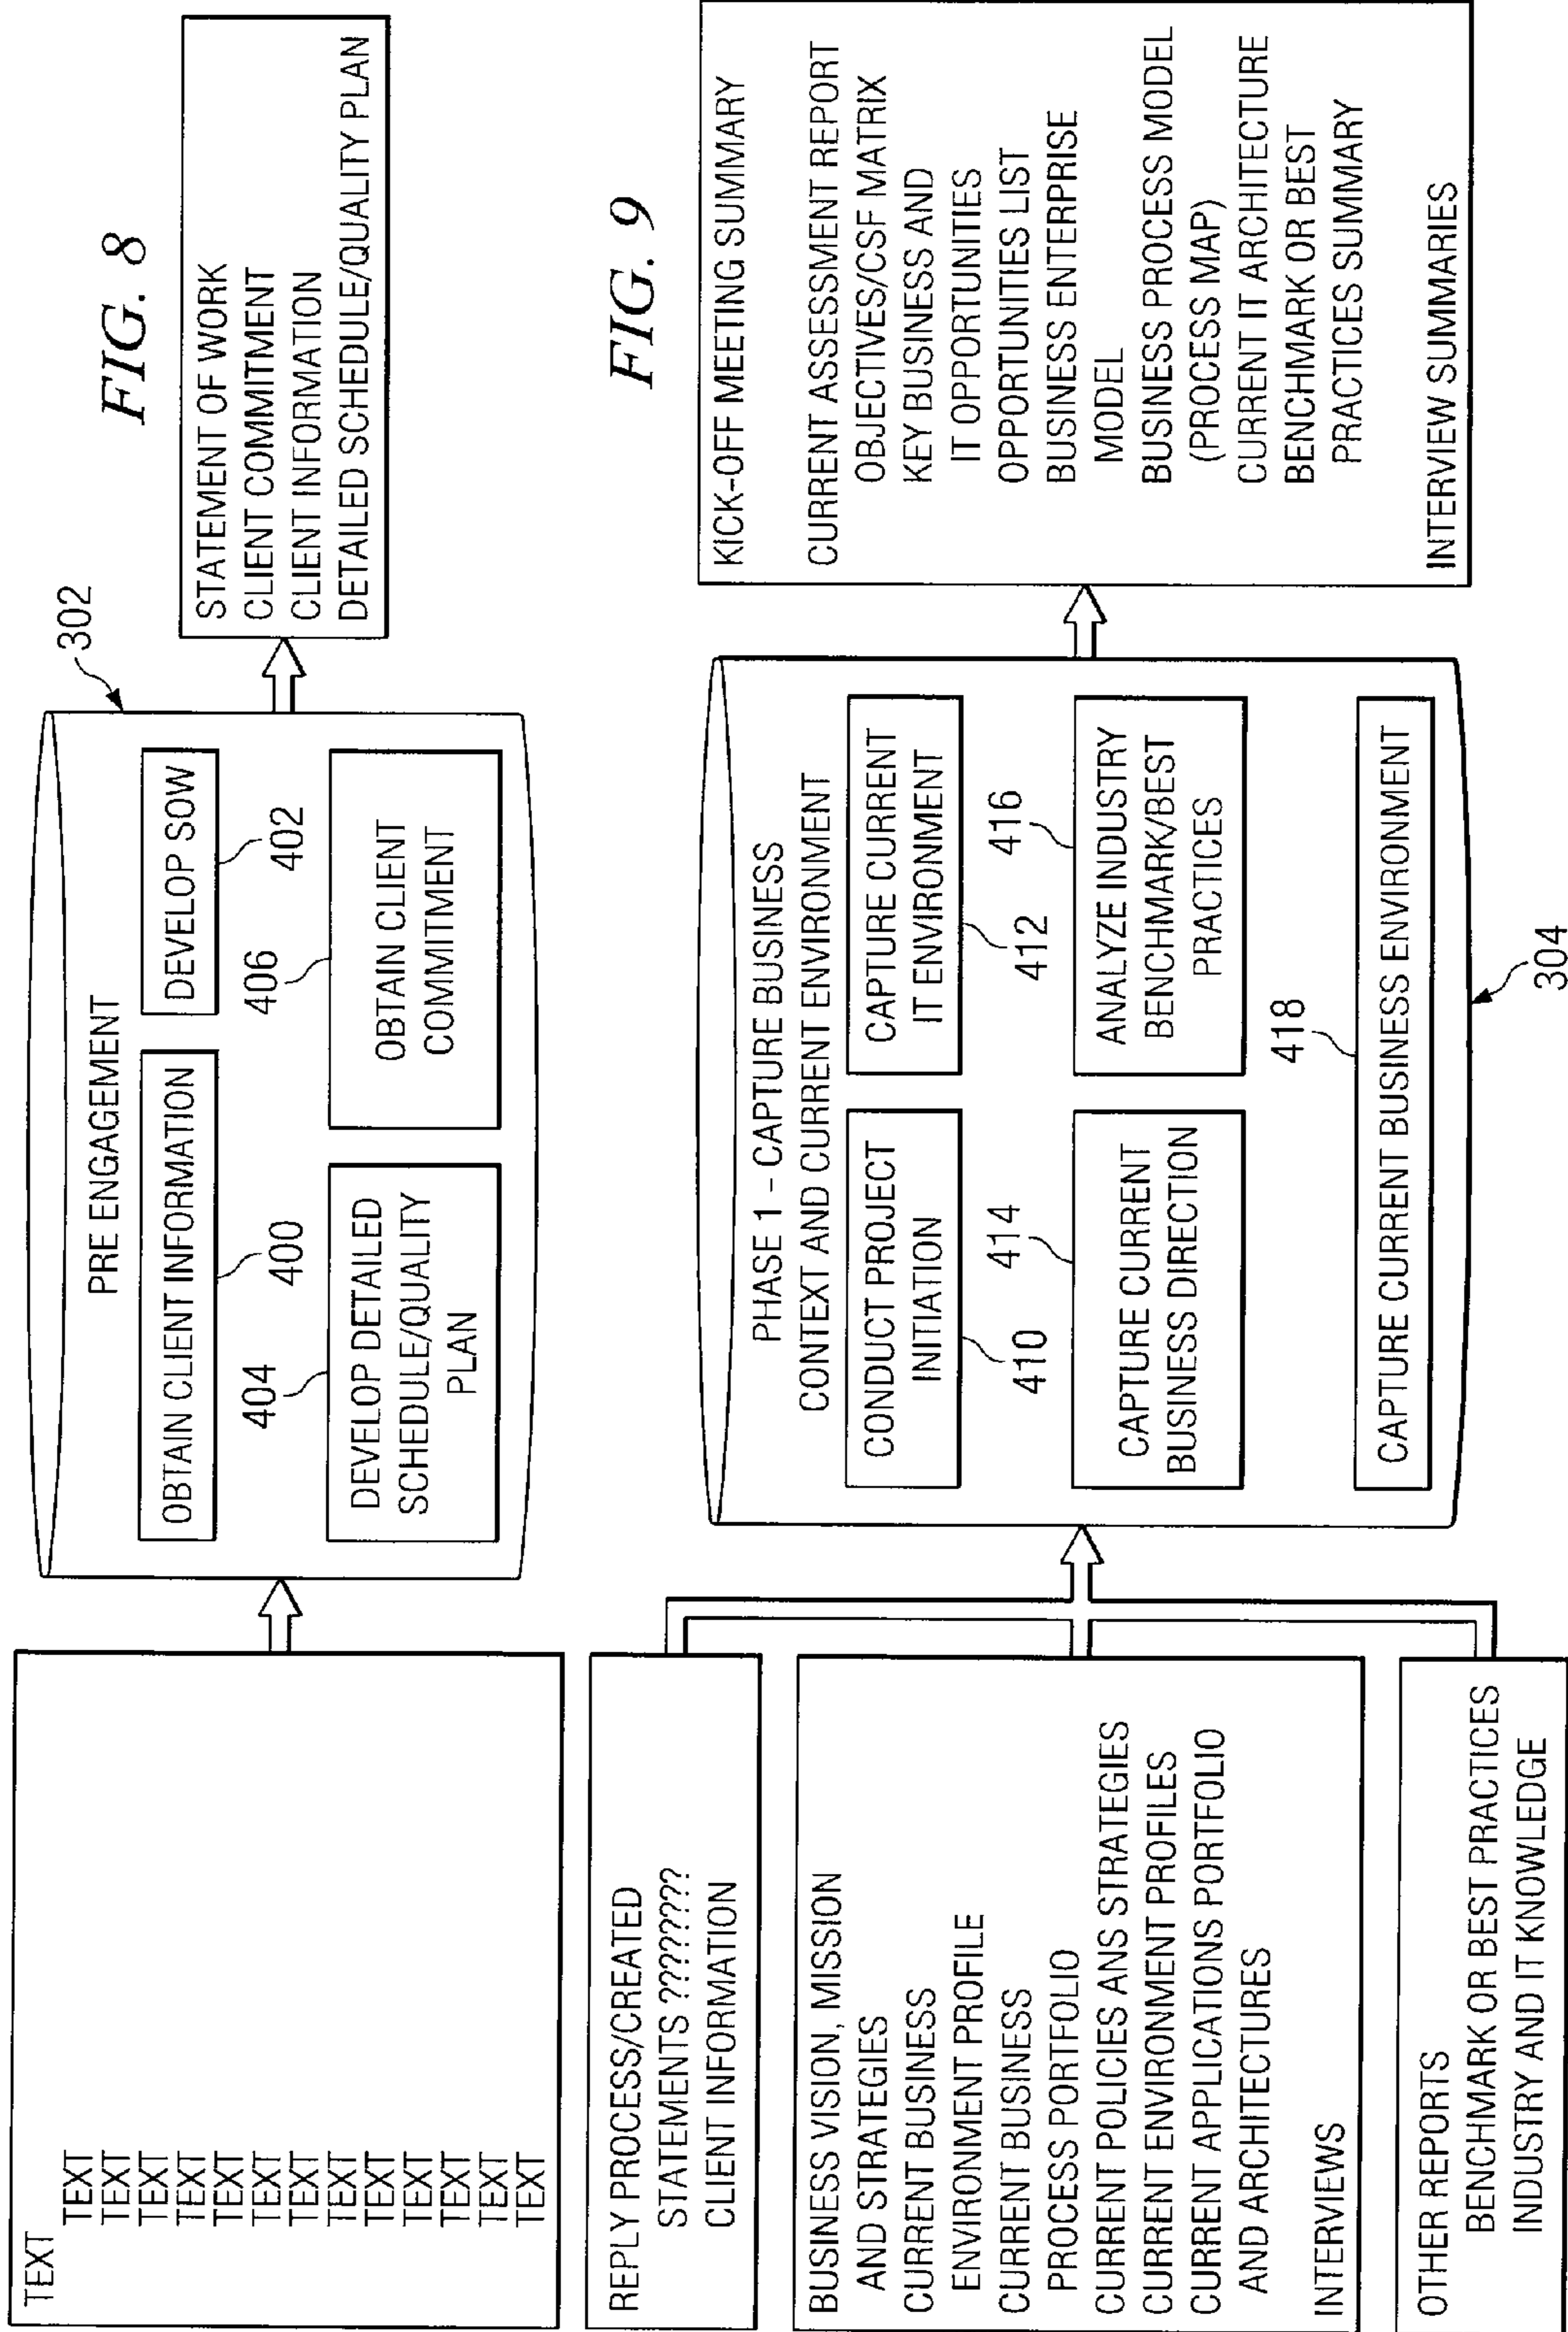 FIG. 8
TEXT
TEXT
TEXT
TEXT
TEXT
TEXT
TEXT
TEXT
TEXT
TEXT
TEXT
TEXT
TEXT
TEXT
PRE ENGAGEMENT
302
OBTAIN CLIENT INFORMATION
400
DEVELOP SOW
402
404
DEVELOP DETAILED
SCHEDULE/QUALITY
PLAN
406
OBTAIN CLIENT
COMMITMENT
STATEMENT OF WORK
CLIENT COMMITMENT
CLIENT INFORMATION
DETAILED SCHEDULE/QUALITY PLAN
FIG. 9
REPLY PROCESS/CREATED
STATEMENTS ????????
CLIENT INFORMATION
BUSINESS VISION, MISSION
AND STRATEGIES
CURRENT BUSINESS
ENVIRONMENT PROFILE
CURRENT BUSINESS
PROCESS PORTFOLIO
CURRENT POLICIES ANS STRATEGIES
CURRENT ENVIRONMENT PROFILES
CURRENT APPLICATIONS PORTFOLIO
AND ARCHITECTURES
INTERVIEWS
OTHER REPORTS
BENCHMARK OR BEST PRACTICES
INDUSTRY AND IT KNOWLEDGE
PHASE 1 - CAPTURE BUSINESS
CONTEXT AND CURRENT ENVIRONMENT
CONDUCT PROJECT
INITIATION
410
CAPTURE CURRENT
IT ENVIRONMENT
412
414
CAPTURE CURRENT
BUSINESS DIRECTION
416
ANALYZE INDUSTRY
BENCHMARK/BEST
PRACTICES
418
CAPTURE CURRENT BUSINESS ENVIRONMENT
304
KICK-OFF MEETING SUMMARY
CURRENT ASSESSMENT REPORT
OBJECTIVES/CSF MATRIX
KEY BUSINESS AND
IT OPPORTUNITIES
OPPORTUNITIES LIST
BUSINESS ENTERPRISE
MODEL
BUSINESS PROCESS MODEL
(PROCESS MAP)
CURRENT IT ARCHITECTURE
BENCHMARK OR BEST
PRACTICES SUMMARY
INTERVIEW SUMMARIES